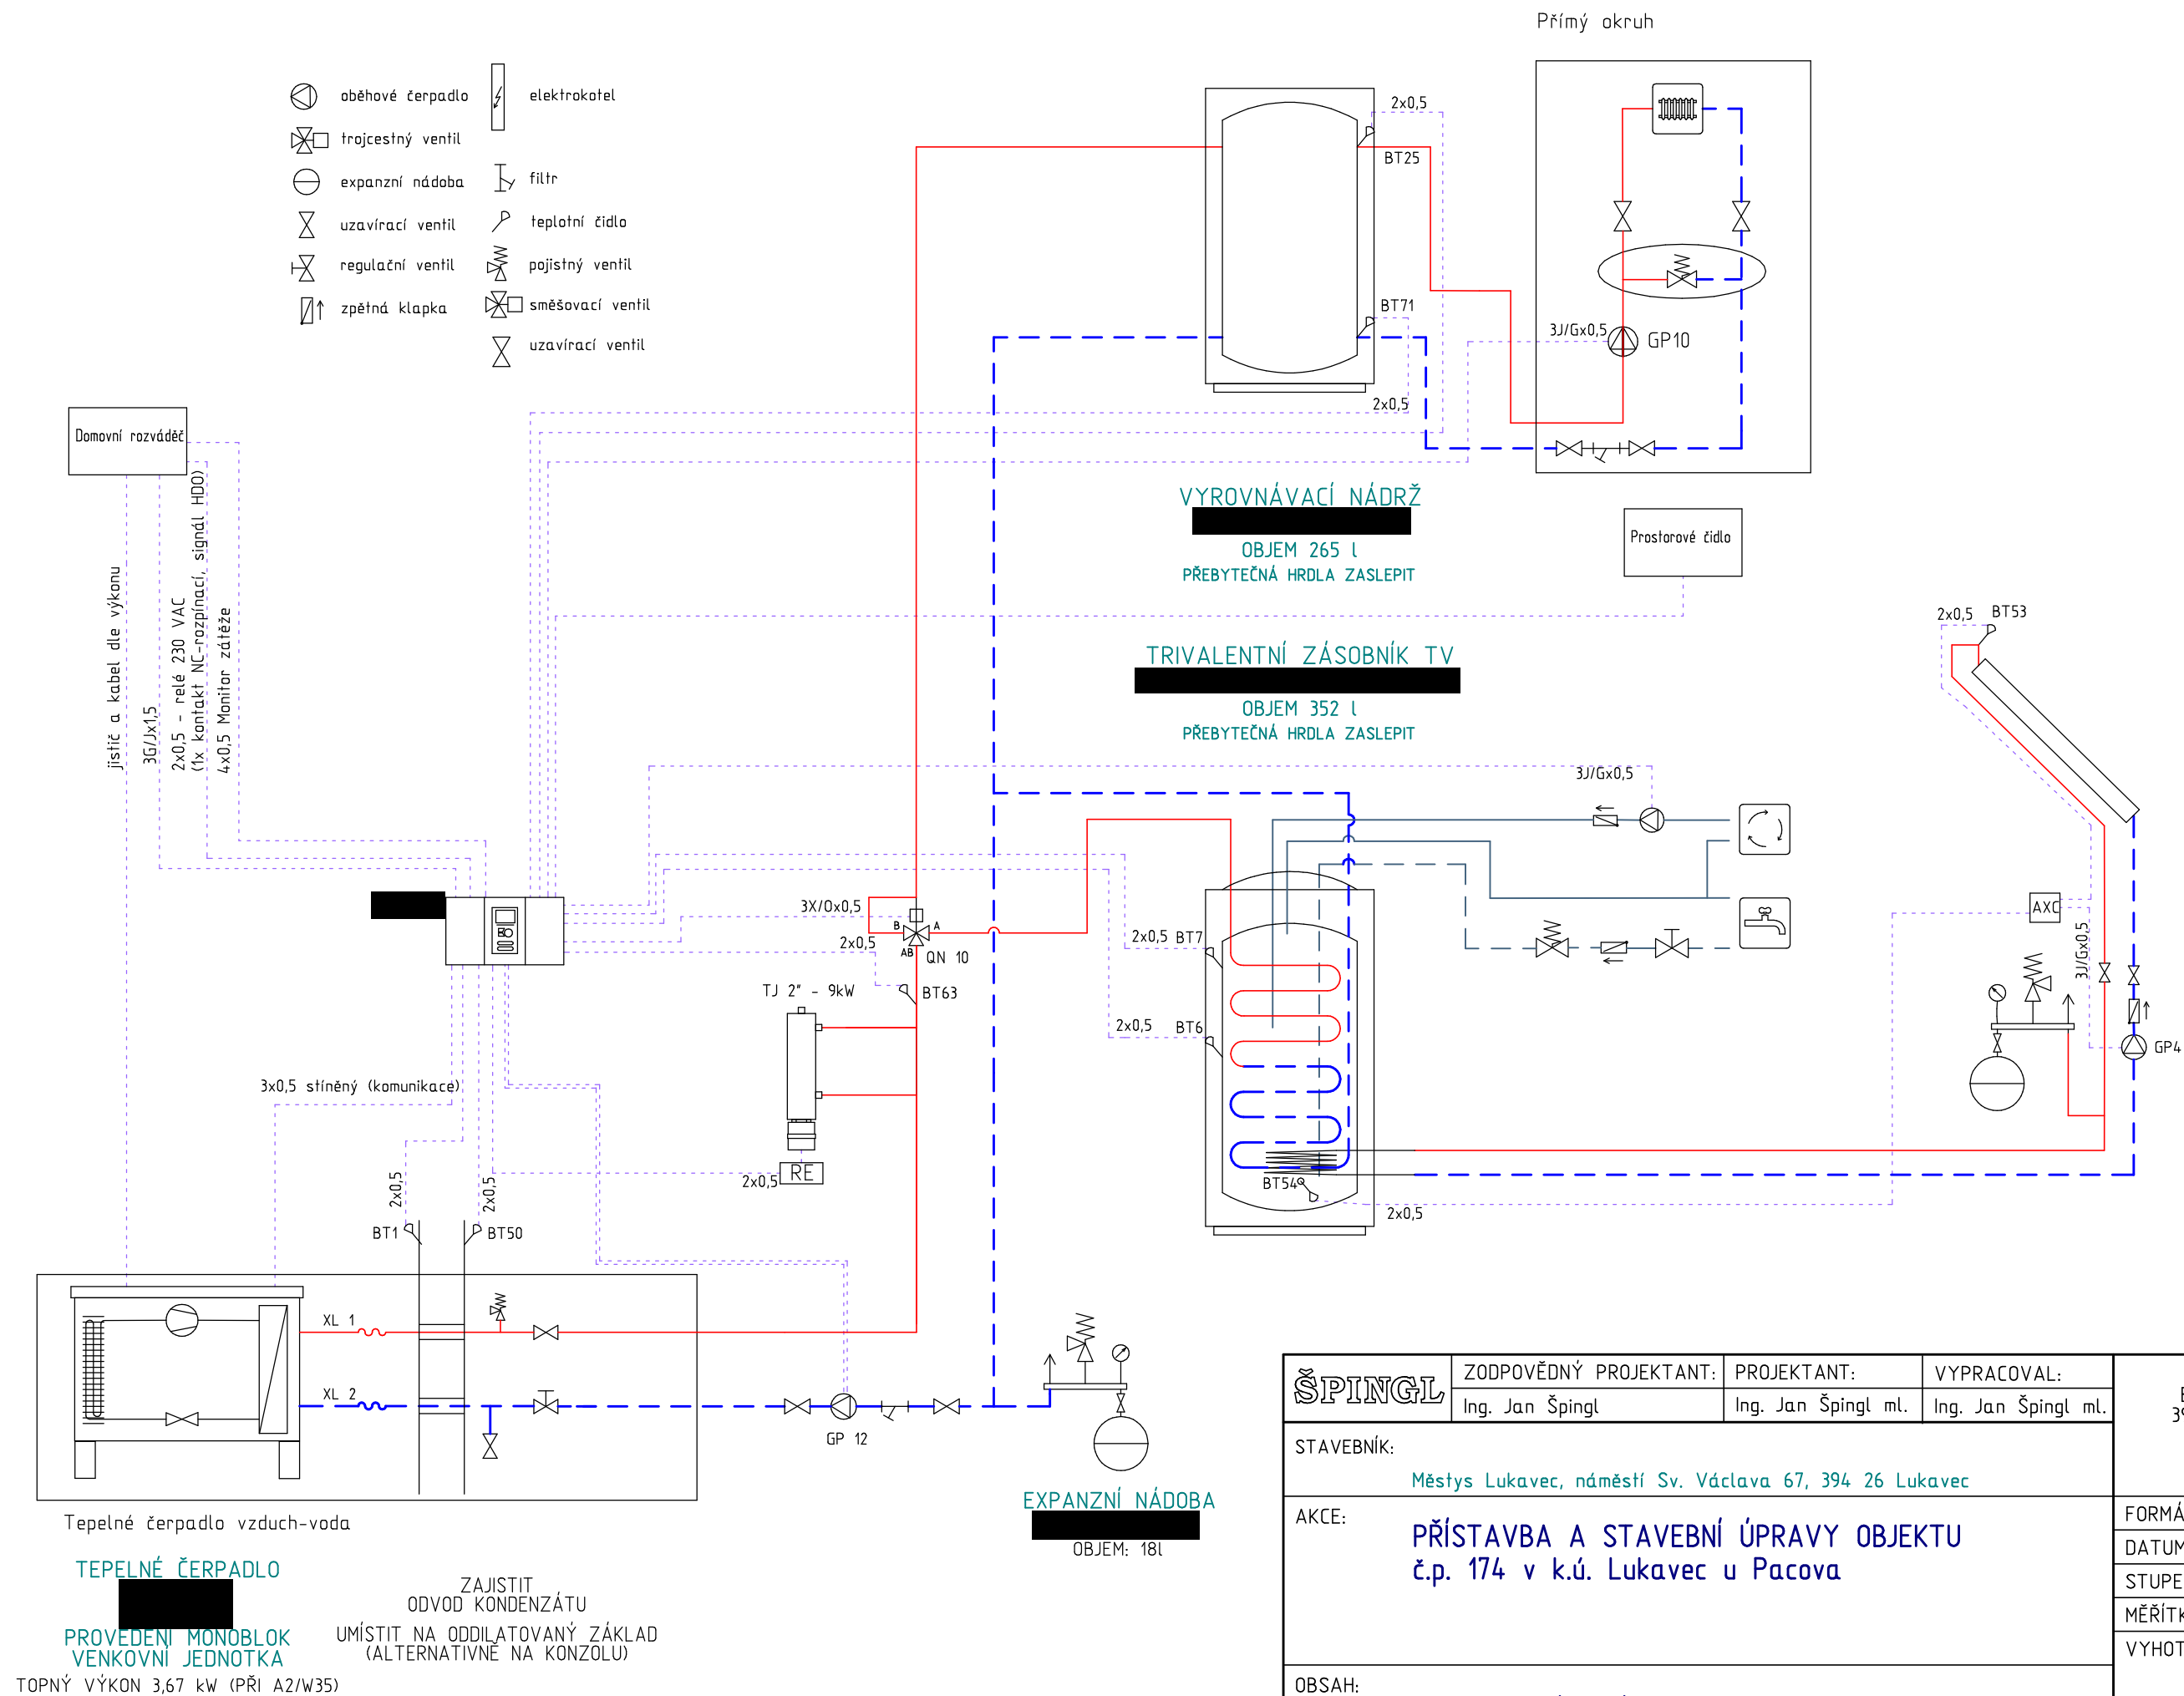 Přímý okruh
oběhové čerpadlo
elektrokotel
trojcestný ventil
expanzní nádoba
filtr
uzavírací ventil
teplotní čidlo
regulační ventil
pojistný ventil
zpětná klapka
směšovací ventil
uzavírací ventil
2x0,5
BT25
BT71
2x0,5
3J/Gx0,5
GP10
Domovní rozváděč
jistič a kabel dle výkonu
3G/Jx1,5
2x0,5 - relé 230 VAC
(1x kontakt NC-rozpínací, signál HDO)
4x0,5 Monitor zátěže
VYROVNÁVACÍ NÁDRŽ
OBJEM 265 l
PŘEBYTEČNÁ HRDLA ZASLEPIT
Prostorové čidlo
TRIVALENTNÍ ZÁSOBNÍK TV
OBJEM 352 l
PŘEBYTEČNÁ HRDLA ZASLEPIT
2x0,5
BT53
3J/Gx0,5
3X/0x0,5
B
A
AB
QN 10
2x0,5
BT63
2x0,5 BT7
2x0,5
BT6
AXC
3J/Gx0,5
GP4
TJ 2" - 9kW
3x0,5 stíněný (komunikace)
RE
2x0,5
2x0,5
2x0,5
BT1
BT50
BT54
2x0,5
XL 1
XL 2
GP 12
Tepelné čerpadlo vzduch-voda
TEPELNÉ ČERPADLO
PROVEDENÍ MONOBLOK
VENKOVNÍ JEDNOTKA
TOPNÝ VÝKON 3,67 kW (PŘI A2/W35)
ZAJISTIT
ODVOD KONDENZÁTU
UMÍSTIT NA ODDILATOVANÝ ZÁKLAD
(ALTERNATIVNĚ NA KONZOLU)
EXPANZNÍ NÁDOBA
OBJEM: 18l
ŠPINGL
ZODPOVĚDNÝ PROJEKTANT:
PROJEKTANT:
VYPRACOVAL:
Ing. Jan Špingl
Ing. Jan Špingl ml.
Ing. Jan Špingl ml.
STAVEBNÍK:
Městys Lukavec, náměstí Sv. Václava 67, 394 26 Lukavec
AKCE:
PŘÍSTAVBA A STAVEBNÍ ÚPRAVY OBJEKTU
č.p. 174 v k.ú. Lukavec u Pacova
OBSAH:
FORMÁ
DATUM
STUPE
MĚŘÍTK
VYHOT